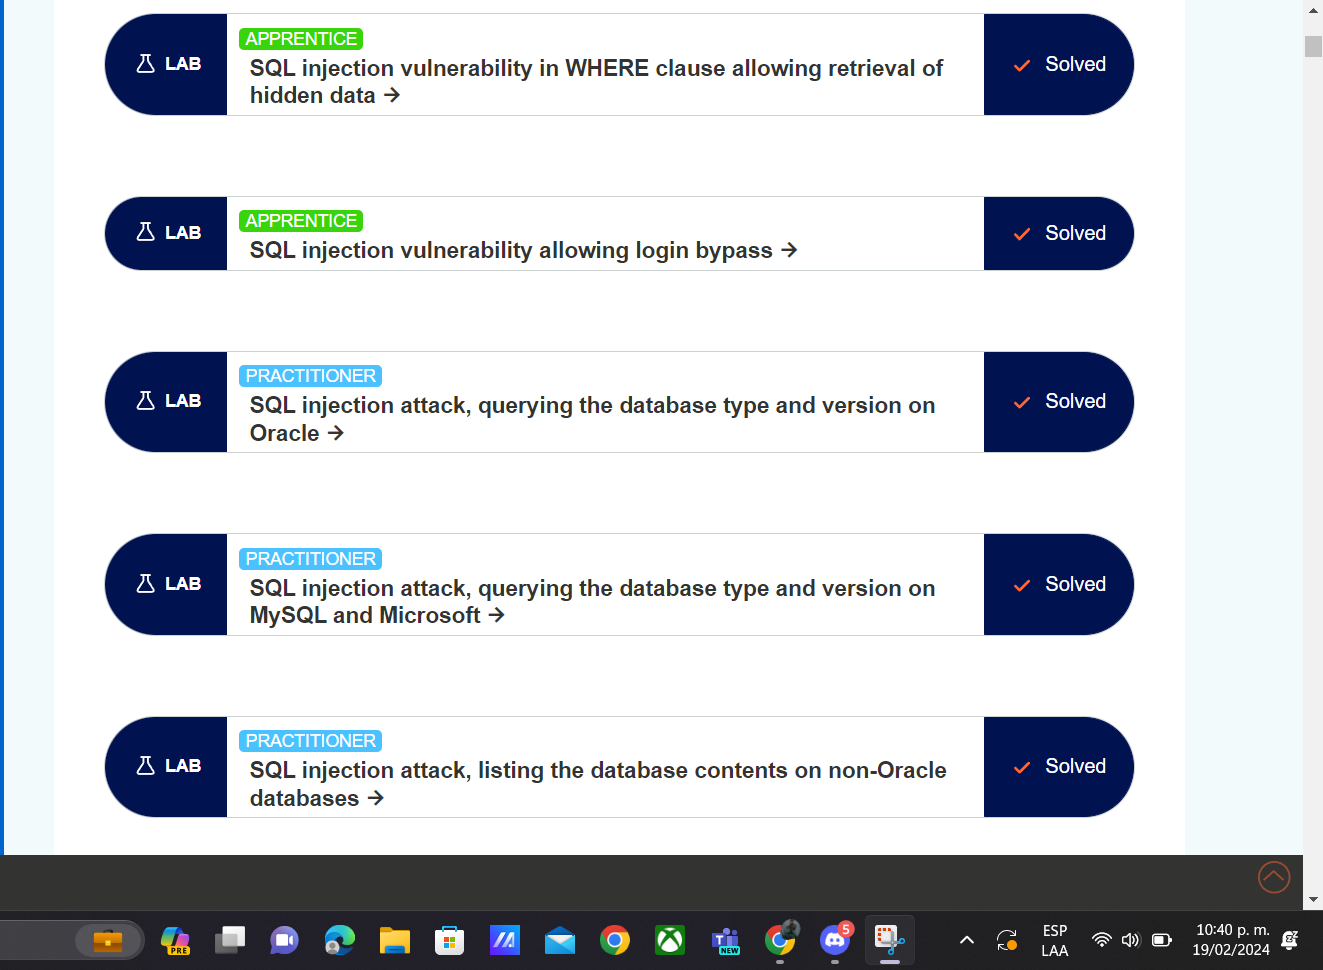 APPRENTICE
LAB
SQL injection vulnerability in WHERE clause allowing retrieval of
hidden data →
Solved
APPRENTICE
LAB
SQL injection vulnerability allowing login bypass →
Solved
PRACTITIONER
LAB
SQL injection attack, querying the database type and version on
Oracle →
Solved
PRACTITIONER
LAB
SQL injection attack, querying the database type and version on
MySQL and Microsoft →
Solved
PRACTITIONER
LAB
SQL injection attack, listing the database contents on non-Oracle
databases →
Solved
PRE
NEW
5
ESP
LAA
10:40 p. m.
19/02/2024